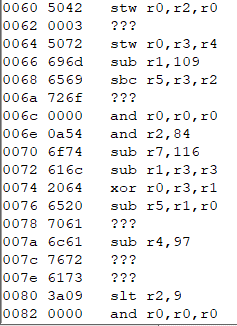 0060 5042 stw r0,r2,r0
0062 0003 ???
0064 5072 stw r0,r3,r4
0066 696d sub r1,109
0068 6569 sbc r5,r3,r2
006a 726f ???
006c 0000 and r0,r0,r0
006e 0a54 and r2,84
0070 6f74 sub r7,116
0072 616c sub r1,r3,r3
0074 2064 xor r0,r3,r1
0076 6520 sub r5,r1,r0
0078 7061 ???
007a 6c61 sub r4,97
007c 7672 ???
007e 6173 ???
0080 3a09 slt r2,9
0082 0000 and r0,r0,r0